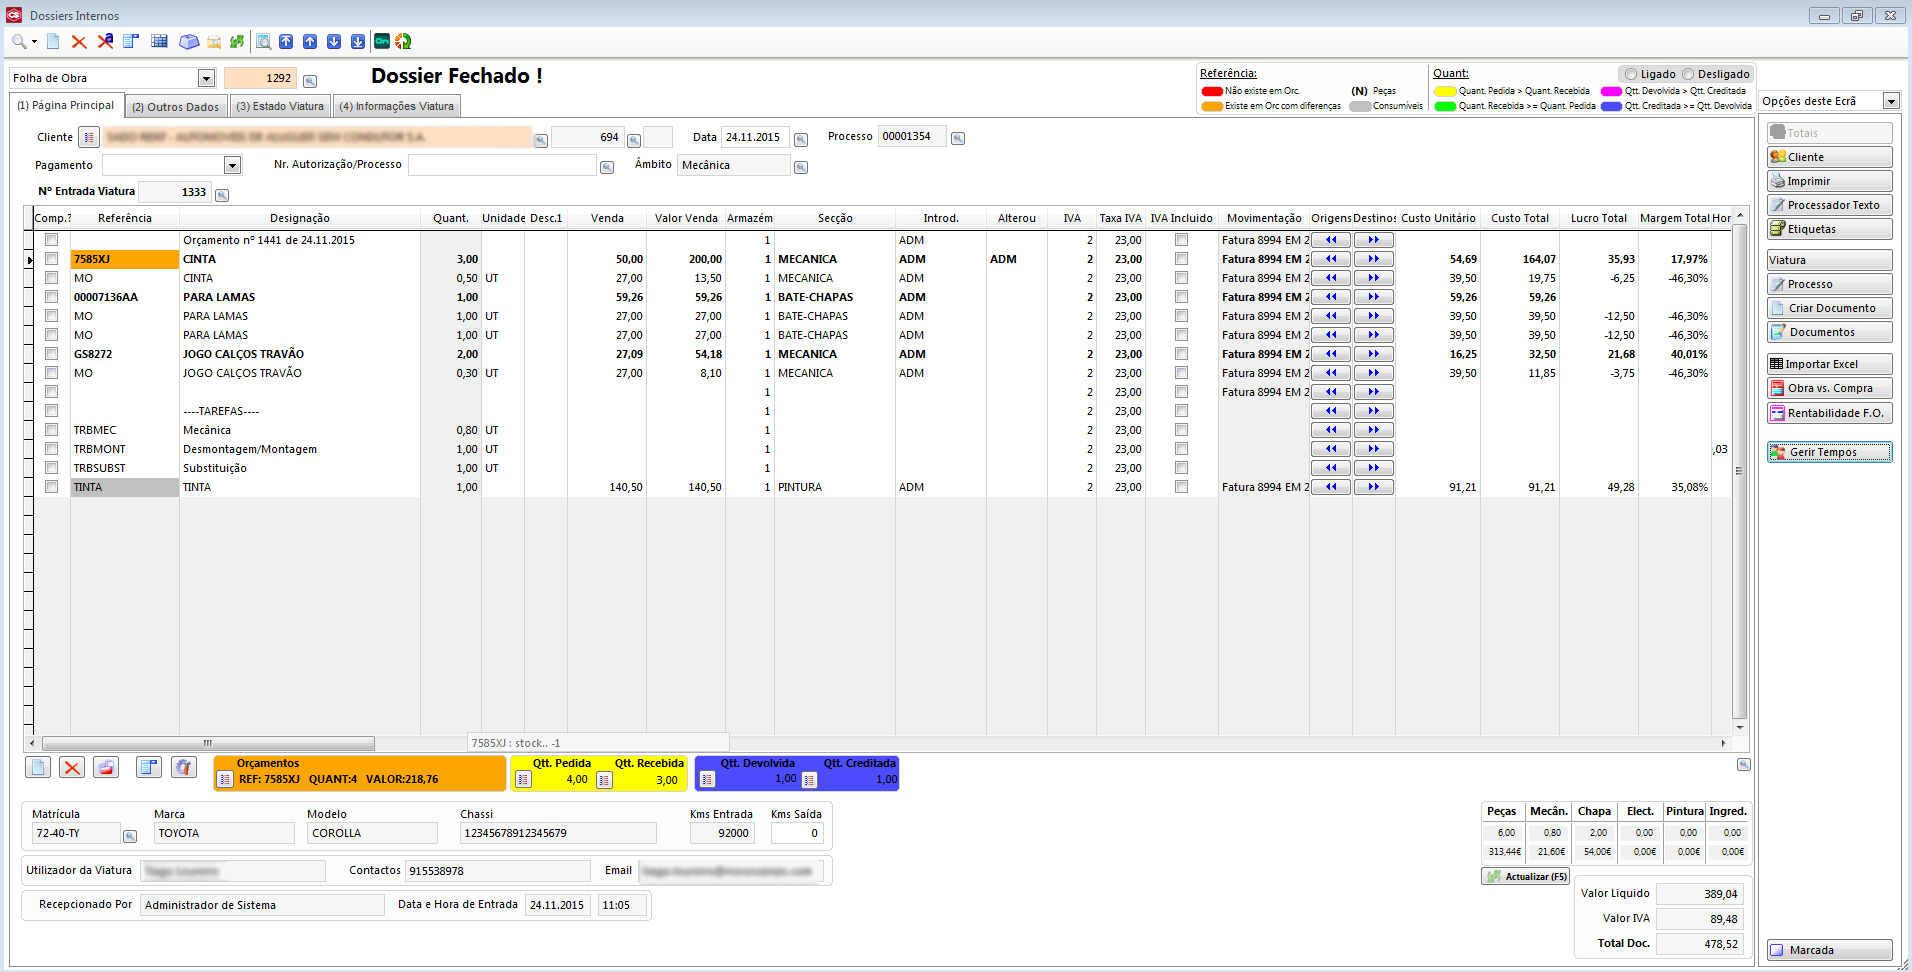 Dossiers Internos
Folha de Obra 1292 Dossier Fechado !
Referência: Quant: Ligado Desligado
Não existe em Orc. (N) Peças Quant. Pedida > Quant. Recebida Qtt. Devolvida > Qtt. Creditada
Existe em Orc com diferenças Consumíveis Quant. Recebida >= Quant. Pedida Qtt. Creditada >= Qtt. Devolvida
Opções deste Ecrã
(1) Página Principal (2) Outros Dados (3) Estado Viatura (4) Informações Viatura
Cliente SADO RENT - AUTOMOVEIS DE ALUGUER SEM CONDUTOR S.A. 694 Data 24.11.2015 Processo 00001354
Pagamento Nr. Autorização/Processo Âmbito Mecânica
Nº Entrada Viatura 1333
Comp.? Referência Designação Quant. Unidade Desc.1 Venda Valor Venda Armazém Secção Introd. Alterou IVA Taxa IVA IVA Incluido Movimentação Origens Destinos Custo Unitário Custo Total Lucro Total Margem Total Hor
Orçamento nº 1441 de 24.11.2015 1 ADM 2 23,00 Fatura 8994 EM 2
7585XJ CINTA 3,00 50,00 200,00 1 MECANICA ADM ADM 2 23,00 Fatura 8994 EM 2 54,69 164,07 35,93 17,97%
MO CINTA 0,50 UT 27,00 13,50 1 MECANICA ADM 2 23,00 Fatura 8994 EM 2 39,50 19,75 -6,25 -46,30%
00007136AA PARA LAMAS 1,00 59,26 59,26 1 BATE-CHAPAS ADM 2 23,00 Fatura 8994 EM 2 59,26 59,26
MO PARA LAMAS 1,00 UT 27,00 27,00 1 BATE-CHAPAS ADM 2 23,00 Fatura 8994 EM 2 39,50 39,50 -12,50 -46,30%
MO PARA LAMAS 1,00 UT 27,00 27,00 1 BATE-CHAPAS ADM 2 23,00 Fatura 8994 EM 2 39,50 39,50 -12,50 -46,30%
GS8272 JOGO CALÇOS TRAVÃO 2,00 27,09 54,18 1 MECANICA ADM 2 23,00 Fatura 8994 EM 2 16,25 32,50 21,68 40,01%
MO JOGO CALÇOS TRAVÃO 0,30 UT 27,00 8,10 1 MECANICA ADM 2 23,00 Fatura 8994 EM 2 39,50 11,85 -3,75 -46,30%
1 2 23,00 Fatura 8994 EM 2
----TAREFAS---- 1 2 23,00
TRBMEC Mecânica 0,80 UT 1 2 23,00
TRBMONT Desmontagem/Montagem 1,00 UT 1 2 23,00 ,03
TRBSUBST Substituição 1,00 UT 1 2 23,00
TINTA TINTA 1,00 140,50 140,50 1 PINTURA ADM 2 23,00 Fatura 8994 EM 2 91,21 91,21 49,28 35,08%
7585XJ : stock.. -1
Totais
Cliente
Imprimir
Processador Texto
Etiquetas
Viatura
Processo
Criar Documento
Documentos
Importar Excel
Obra vs. Compra
Rentabilidade F.O.
Gerir Tempos
Marcada
Orçamentos Qtt. Pedida Qtt. Recebida Qtt. Devolvida Qtt. Creditada
REF: 7585XJ QUANT:4 VALOR:218,76 4,00 3,00 1,00 1,00
Matrícula Marca Modelo Chassi Kms Entrada Kms Saída
72-40-TY TOYOTA COROLLA 12345678912345679 92000 0
Utilizador da Viatura Contactos 915538978 Email
Recepcionado Por Administrador de Sistema Data e Hora de Entrada 24.11.2015 11:05
Peças Mecân. Chapa Elect. Pintura Ingred.
6,00 0,80 2,00 0,00 0,00 0,00
313,44€ 21,60€ 54,00€ 0,00€ 0,00€ 0,00€
Actualizar (F5)
Valor Liquido 389,04
Valor IVA 89,48
Total Doc. 478,52